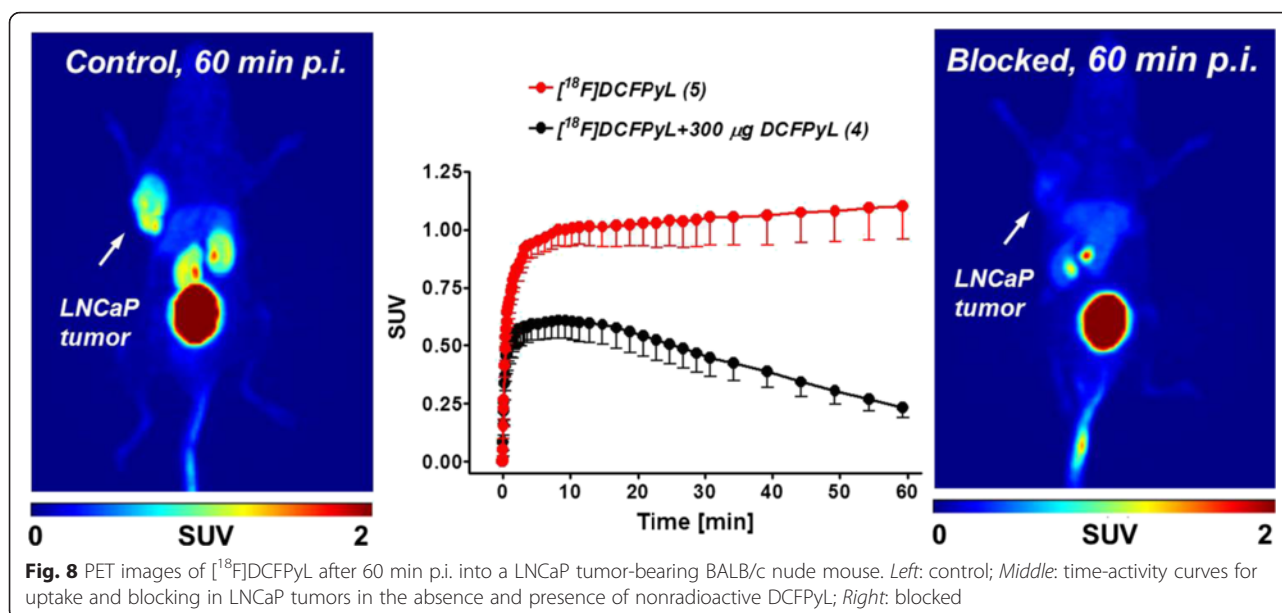 Control, 60 min p.i.
LNCaP
tumor
0
SUV
2
[¹⁸F]DCFPyL (5)
[¹⁸F]DCFPyL+300 µg DCFPyL (4)
1.25
1.00
0.75
0.50
0.25
0.00
SUV
0
10
20
30
40
50
60
Time [min]
Blocked, 60 min p.i.
LNCaP
tumor
0
SUV
2
Fig. 8 PET images of [¹⁸F]DCFPyL after 60 min p.i. into a LNCaP tumor-bearing BALB/c nude mouse. Left: control; Middle: time-activity curves for
uptake and blocking in LNCaP tumors in the absence and presence of nonradioactive DCFPyL; Right: blocked